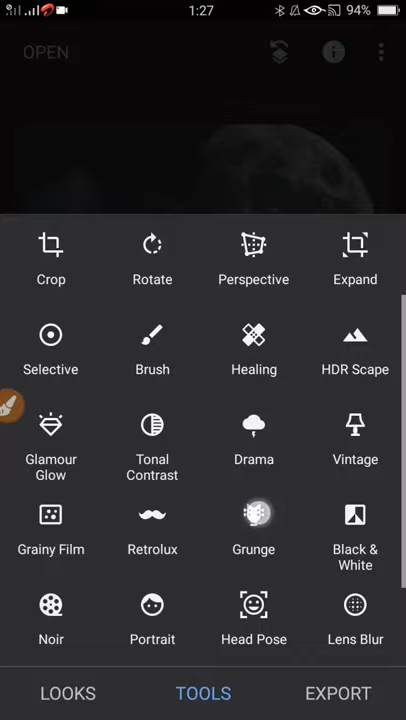 1:27
94%
OPEN
Crop
Rotate
Perspective
Expand
Selective
Brush
Healing
HDR Scape
Glamour
Glow
Tonal
Contrast
Drama
Vintage
Grainy Film
Retrolux
Grunge
Black &
White
Noir
Portrait
Head Pose
Lens Blur
LOOKS
TOOLS
EXPORT